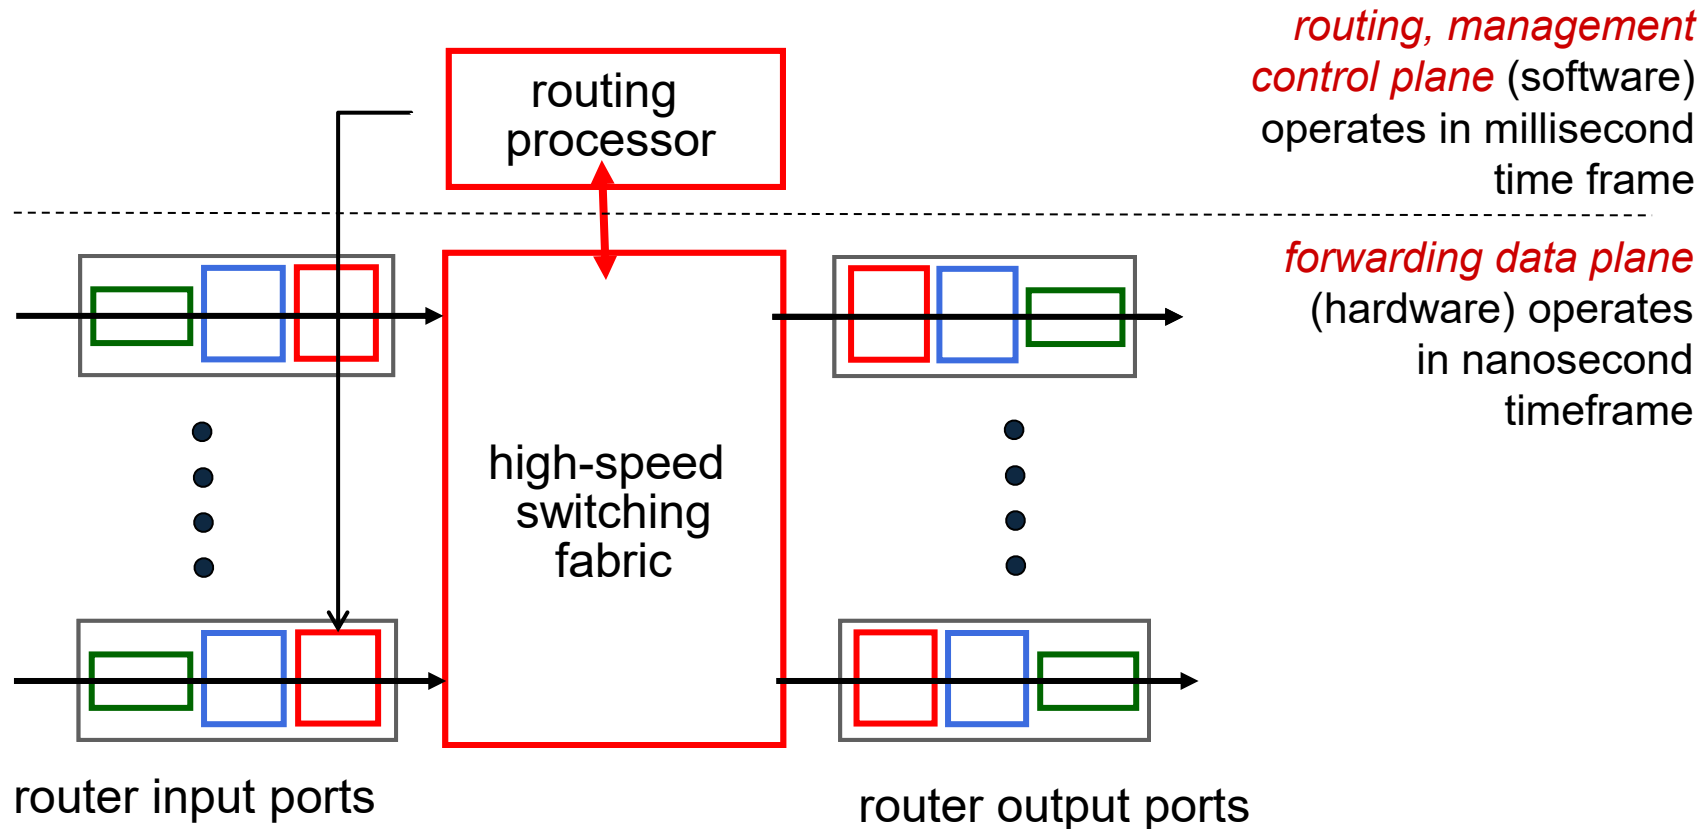 routing, management
control plane (software)
operates in millisecond
time frame
routing
processor
forwarding data plane
(hardware) operates
in nanosecond
timeframe
high-speed
switching
fabric
router input ports
router output ports